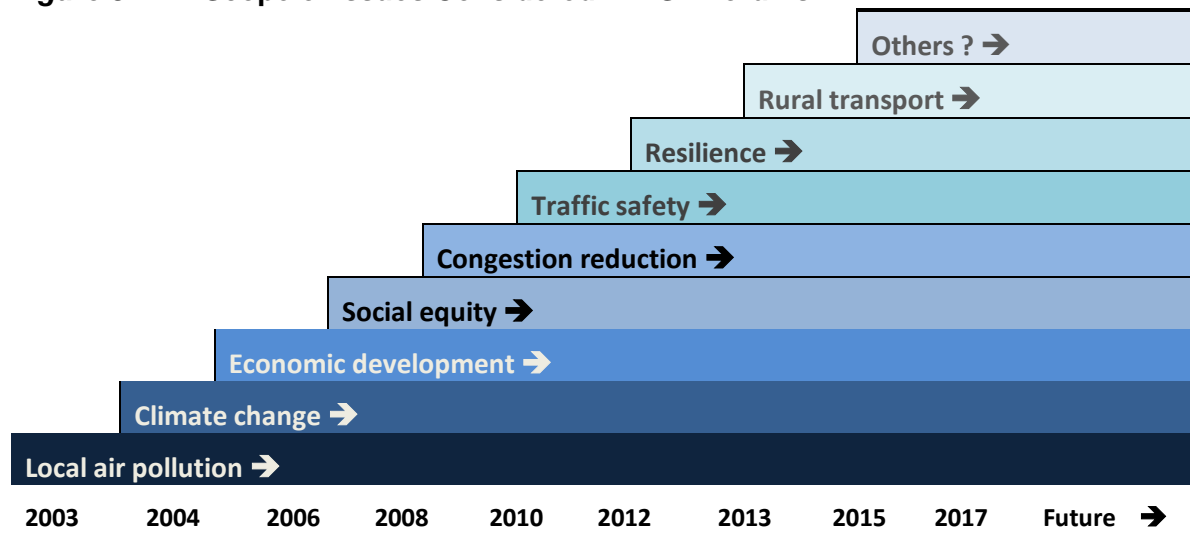 Others ? ➔
Rural transport ➔
Resilience ➔
Traffic safety ➔
Congestion reduction ➔
Social equity ➔
Economic development ➔
Climate change ➔
Local air pollution ➔
2003 2004 2006 2008 2010 2012 2013 2015 2017 Future ➔